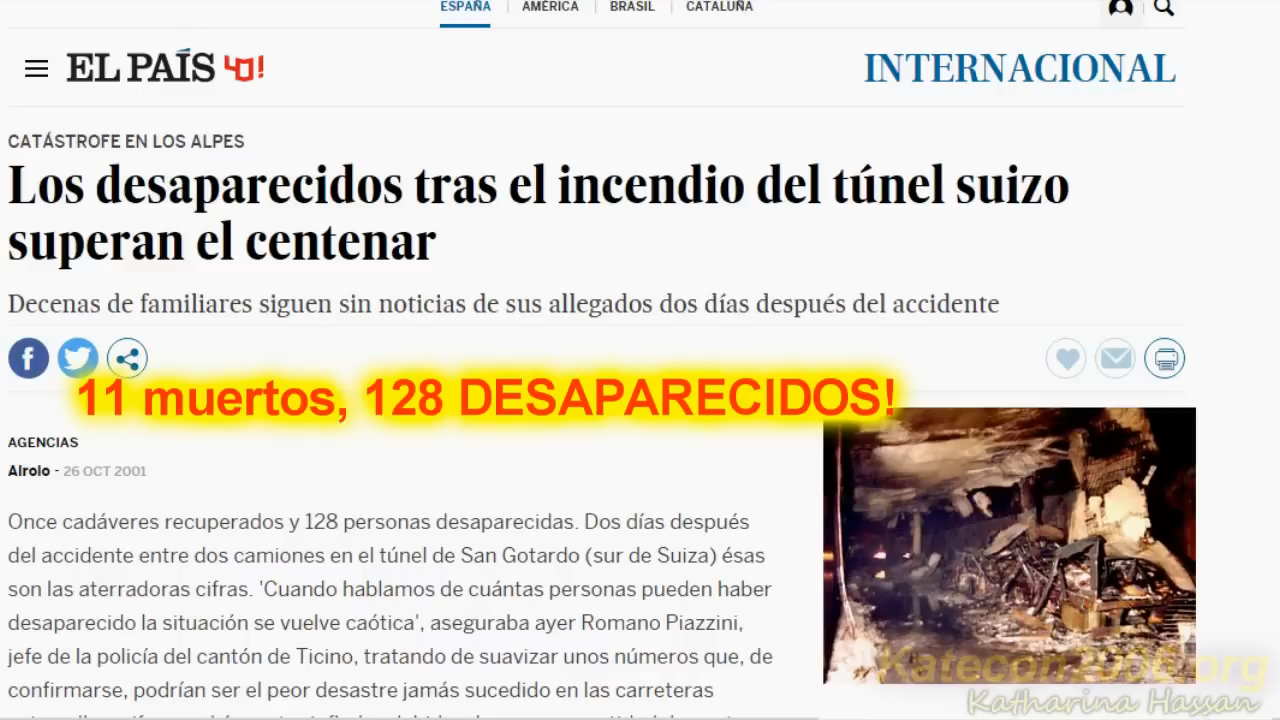 ESPAÑA AMÉRICA BRASIL CATALUÑA
EL PAÍS 40!
INTERNACIONAL
CATÁSTROFE EN LOS ALPES
Los desaparecidos tras el incendio del túnel suizo
superan el centenar
Decenas de familiares siguen sin noticias de sus allegados dos días después del accidente
11 muertos, 128 DESAPARECIDOS!
AGENCIAS
Airolo - 26 OCT 2001
Once cadáveres recuperados y 128 personas desaparecidas. Dos días después
del accidente entre dos camiones en el túnel de San Gotardo (sur de Suiza) ésas
son las aterradoras cifras. 'Cuando hablamos de cuántas personas pueden haber
desaparecido la situación se vuelve caótica', aseguraba ayer Romano Piazzini,
jefe de la policía del cantón de Ticino, tratando de suavizar unos números que, de
confirmarse, podrían ser el peor desastre jamás sucedido en las carreteras
Katecon2006.org
Katharina Hassan